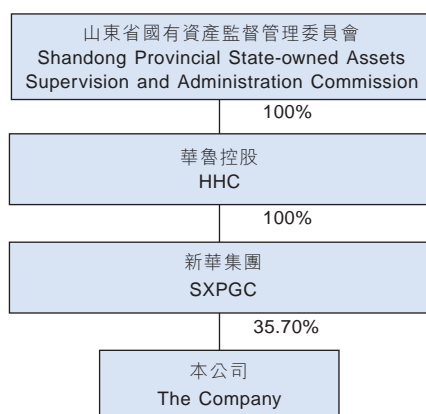 山東省國有資產監督管理委員會
Shandong Provincial State-owned Assets
Supervision and Administration Commission
100%
華魯控股
HHC
100%
新華集團
SXPGC
35.70%
本公司
The Company